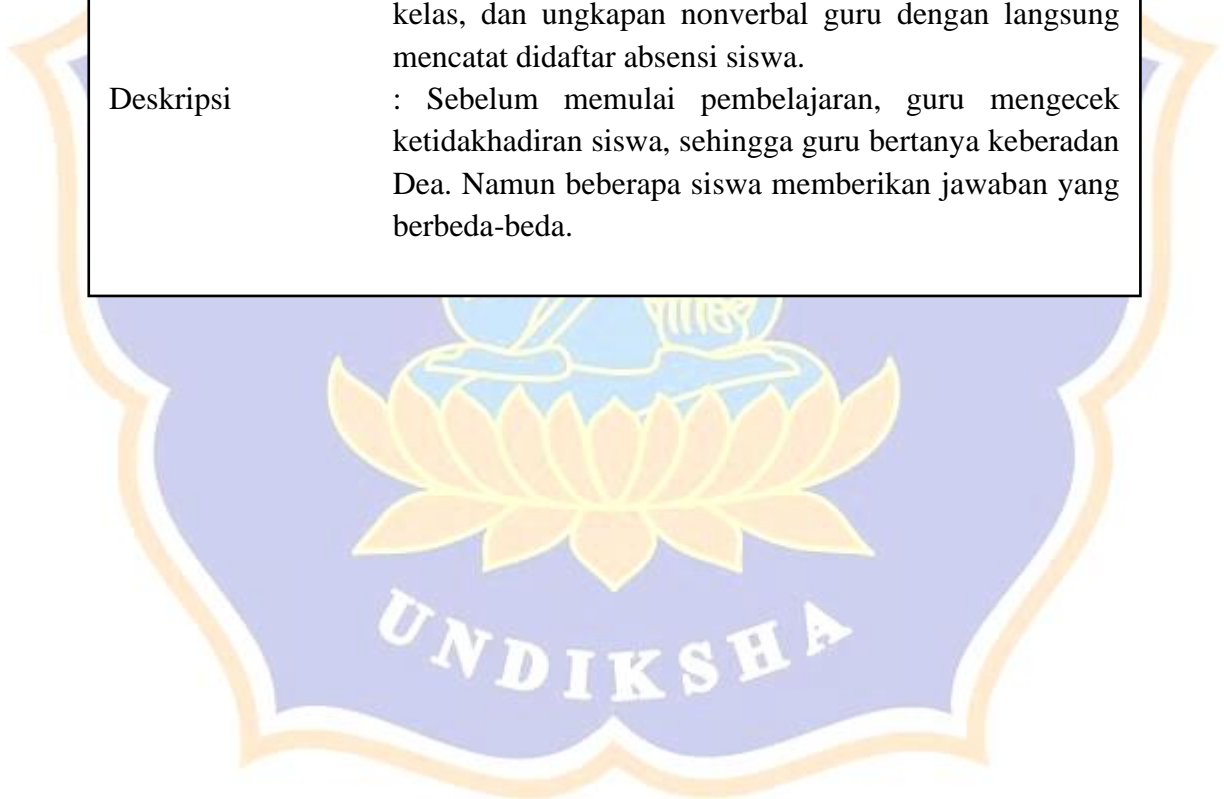 kelas, dan ungkapan nonverbal guru dengan langsung
mencatat didaftar absensi siswa.
Deskripsi : Sebelum memulai pembelajaran, guru mengecek
ketidakhadiran siswa, sehingga guru bertanya keberadan
Dea. Namun beberapa siswa memberikan jawaban yang
berbeda-beda.
UNDIKSHA